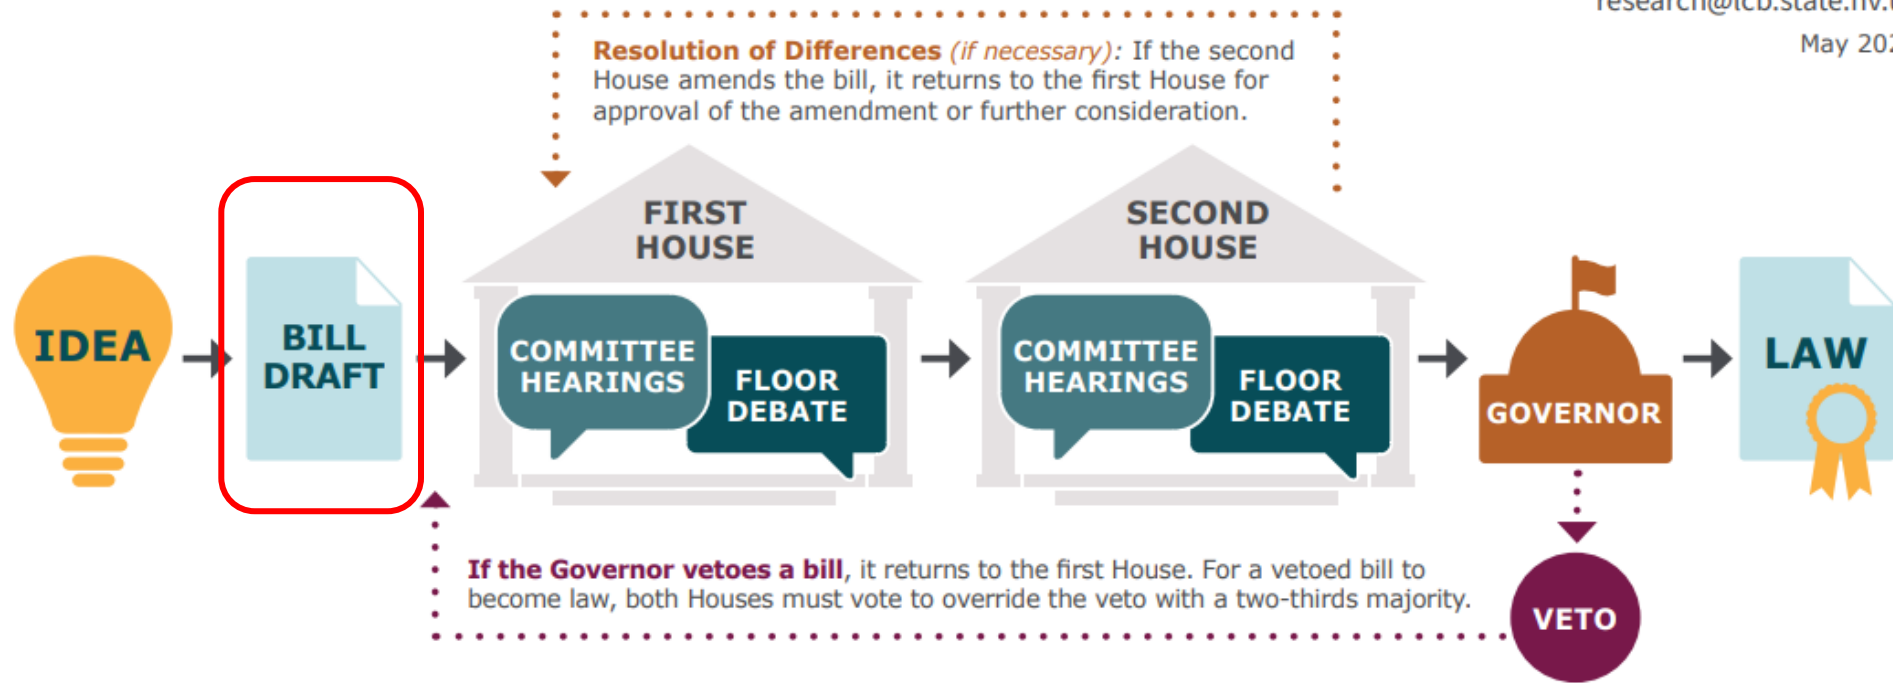 May 202
Resolution of Differences (if necessary): If the second
House amends the bill, it returns to the first House for
approval of the amendment or further consideration.
FIRST
HOUSE
SECOND
HOUSE
IDEA
BILL
DRAFT
COMMITTEE
HEARINGS
FLOOR
DEBATE
COMMITTEE
HEARINGS
FLOOR
DEBATE
GOVERNOR
LAW
If the Governor vetoes a bill, it returns to the first House. For a vetoed bill to
become law, both Houses must vote to override the veto with a two-thirds majority.
VETO